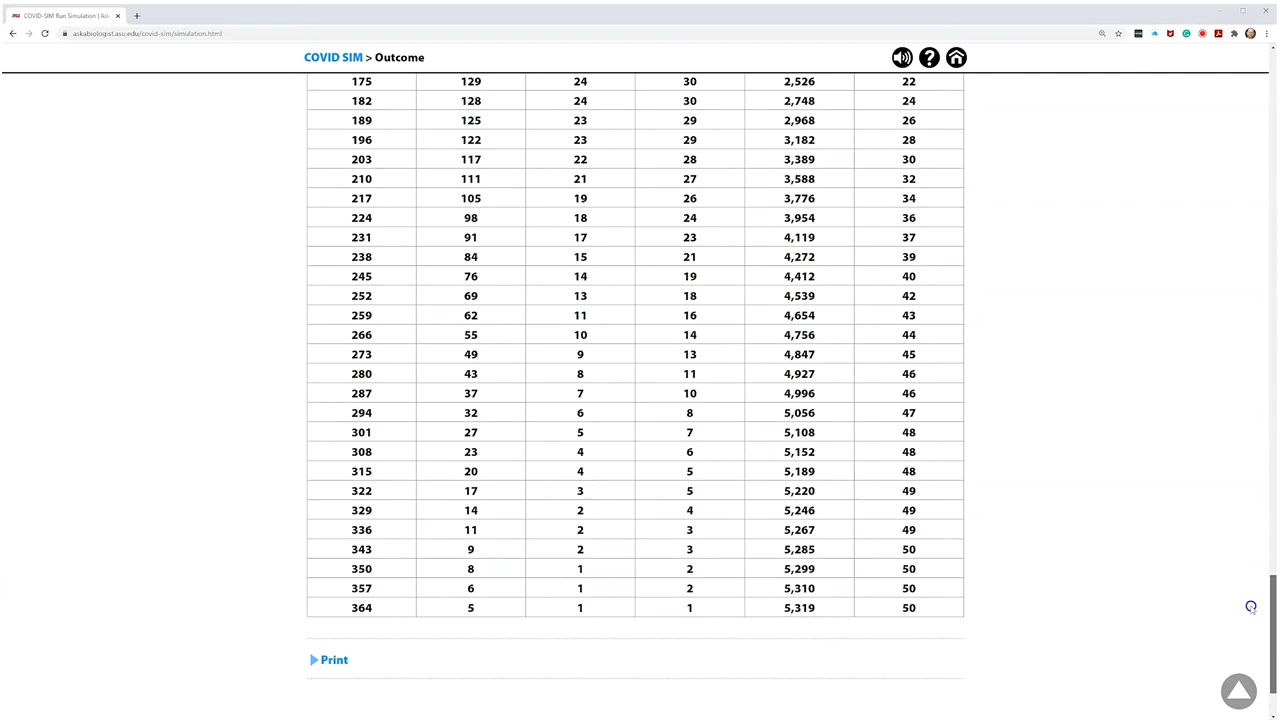 COVID-SIM Run Simulation | Ask
askabiologist.asu.edu/covid-sim/simulation.html
COVID SIM > Outcome
175 129 24 30 2,526 22
182 128 24 30 2,748 24
189 125 23 29 2,968 26
196 122 23 29 3,182 28
203 117 22 28 3,389 30
210 111 21 27 3,588 32
217 105 19 26 3,776 34
224 98 18 24 3,954 36
231 91 17 23 4,119 37
238 84 15 21 4,272 39
245 76 14 19 4,412 40
252 69 13 18 4,539 42
259 62 11 16 4,654 43
266 55 10 14 4,756 44
273 49 9 13 4,847 45
280 43 8 11 4,927 46
287 37 7 10 4,996 46
294 32 6 8 5,056 47
301 27 5 7 5,108 48
308 23 4 6 5,152 48
315 20 4 5 5,189 48
322 17 3 5 5,220 49
329 14 2 4 5,246 49
336 11 2 3 5,267 49
343 9 2 3 5,285 50
350 8 1 2 5,299 50
357 6 1 2 5,310 50
364 5 1 1 5,319 50
Print